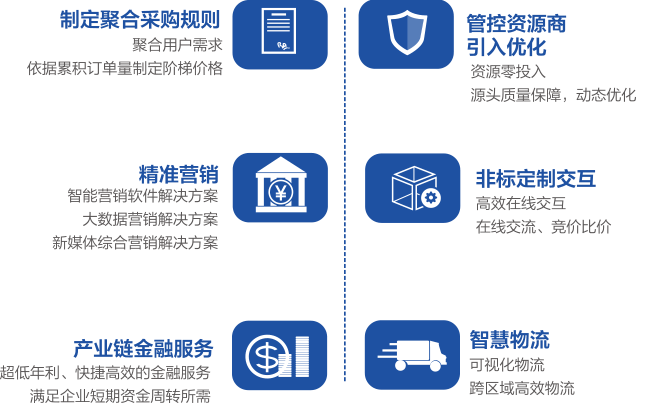 制定聚合采购规则
聚合用户需求
依据累积订单量制定阶梯价格
管控资源商
引入优化
资源零投入
源头质量保障，动态优化
精准营销
智能营销软件解决方案
大数据营销解决方案
新媒体综合营销解决方案
非标定制交互
高效在线交互
在线交流、竞价比价
产业链金融服务
超低年利、快捷高效的金融服务
满足企业短期资金周转所需
智慧物流
可视化物流
跨区域高效物流